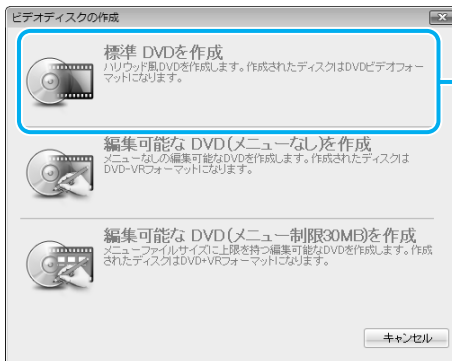 ビデオディスクの作成
標準 DVDを作成
ハリウッド風DVDを作成します。作成されたディスクはDVDビデオフォー
マットになります。
編集可能な DVD(メニューなし)を作成
メニューなしの編集可能なDVDを作成します。作成されたディスクは
DVD-VRフォーマットになります。
編集可能な DVD(メニュー制限30MB)を作成
メニューファイルサイズに上限を持つ編集可能なDVDを作成します。作成
されたディスクはDVD+VRフォーマットになります。
キャンセル